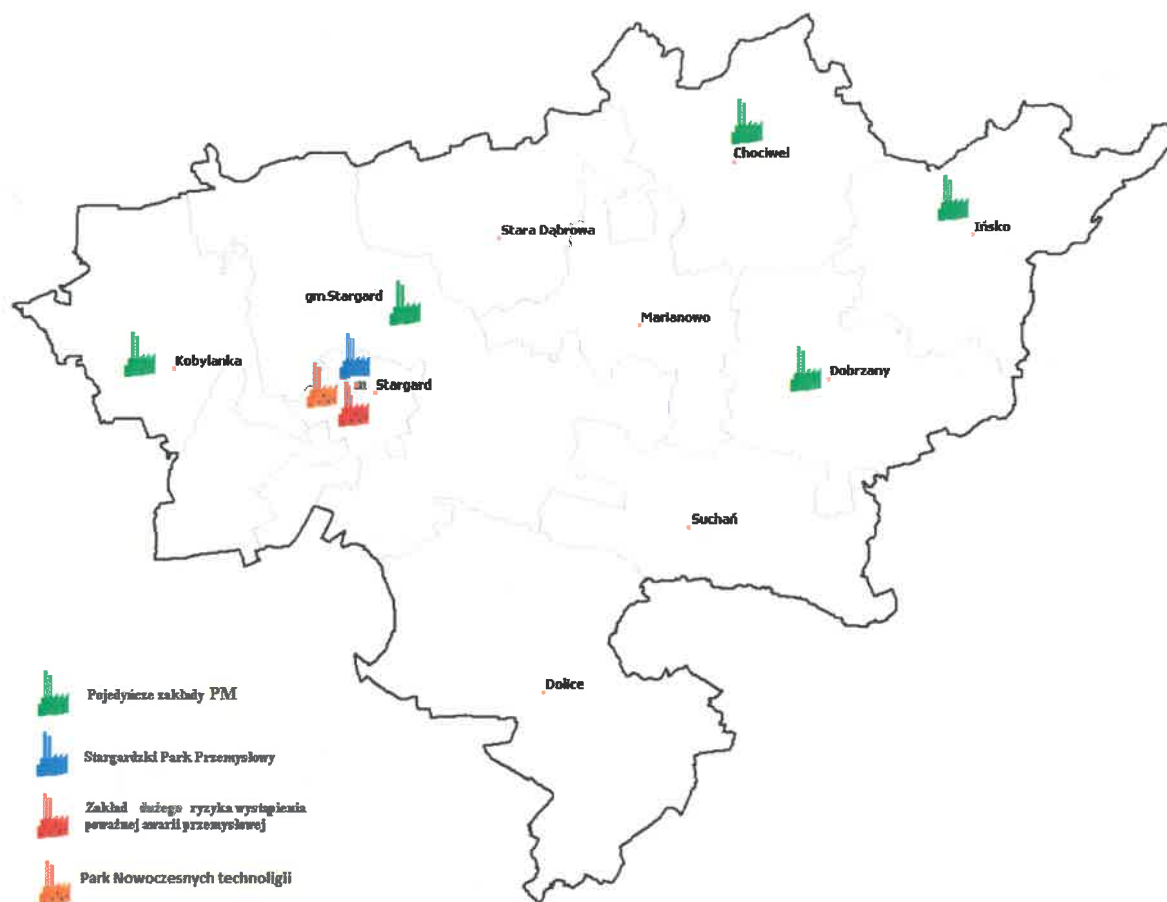 Chociwel
Ińsko
Stara Dąbrowa
gm.Stargard
Marianowo
Kobylanka
Dobrzany
Stargard
Suchań
Dolice
Pojedyńcze zakłady PM
Stargardzki Park Przemysłowy
Zakład dużego ryzyka wystąpienia
poważnej awarii przemysłowej
Park Nowoczesnych technoligii